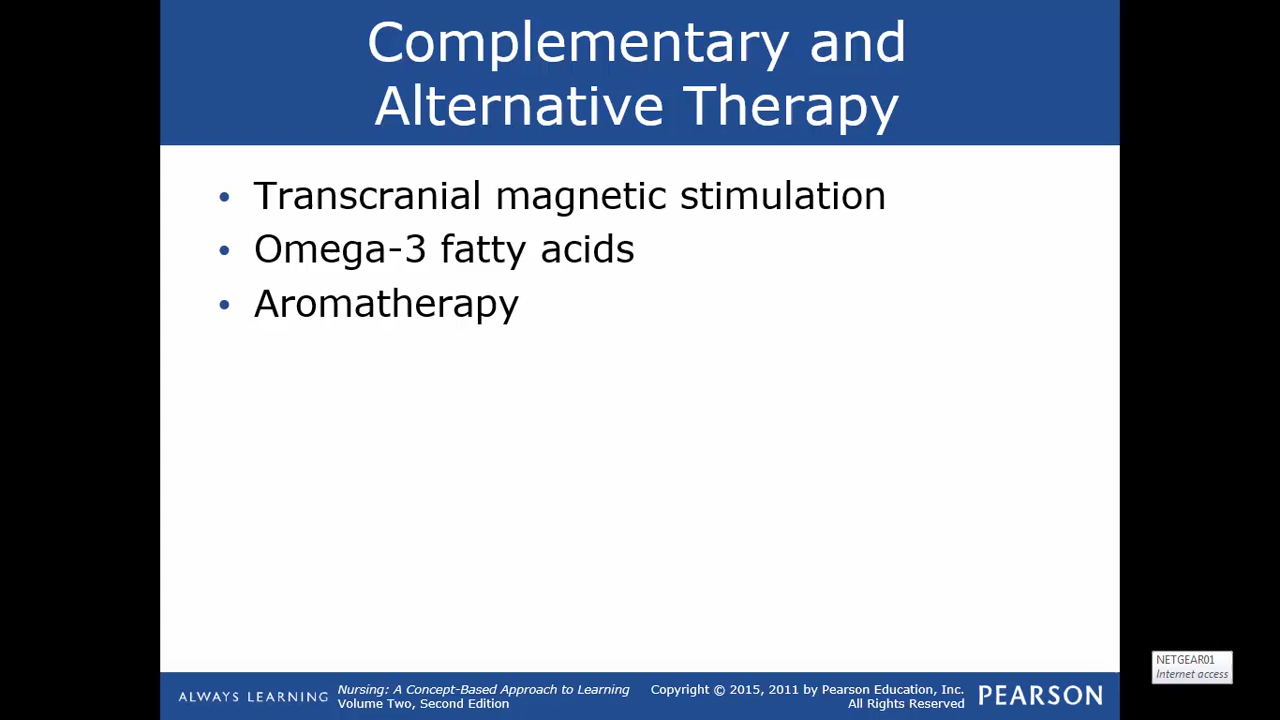 Complementary and
Alternative Therapy
• Transcranial magnetic stimulation
• Omega-3 fatty acids
• Aromatherapy
ALWAYS LEARNING
Nursing: A Concept-Based Approach to Learning
Volume Two, Second Edition
Copyright © 2015, 2011 by Pearson Education, Inc.
All Rights Reserved
PEARSON
NETGEAR01
Internet access